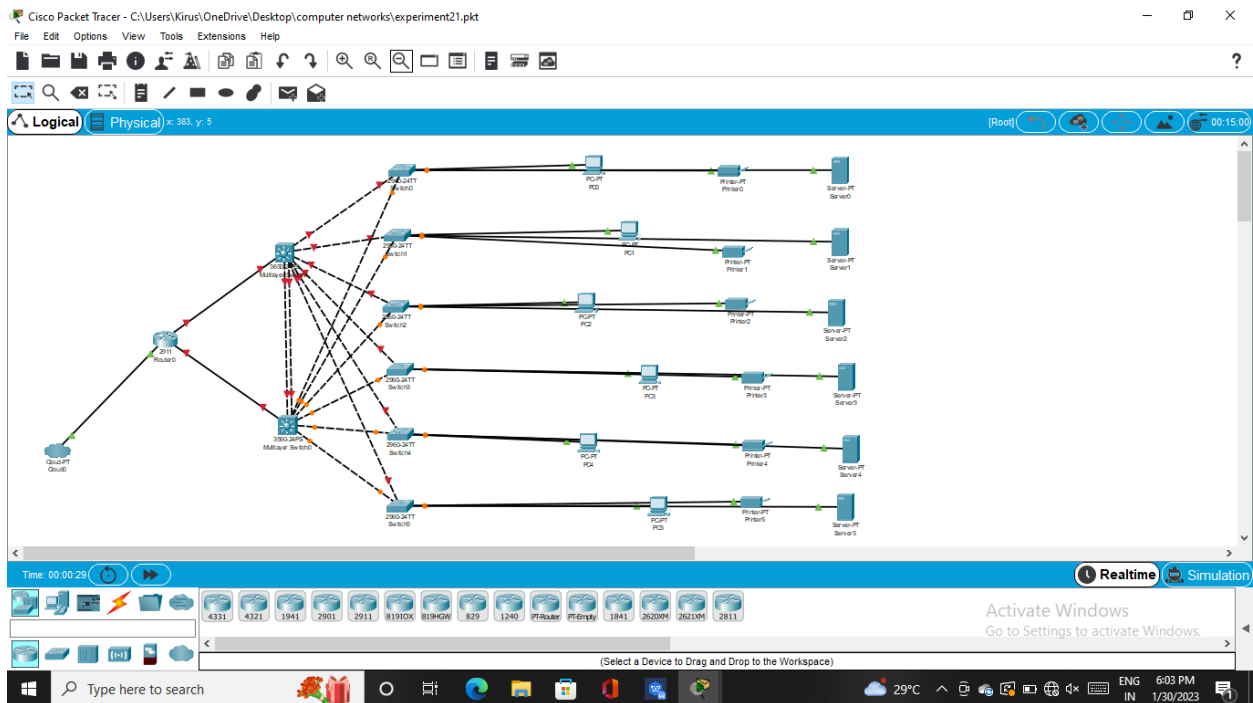 Cisco Packet Tracer - C:\Users\Kirus\OneDrive\Desktop\computer networks\experiment21.pkt
File Edit Options View Tools Extensions Help
?
Logical Physical x: 383, y: 5 [Root] 00:15:00
2960-24TT
Switch0
PC-PT
PC0
Printer-PT
Printer0
Server-PT
Server0
2960-24TT
Switch1
PC-PT
PC1
Printer-PT
Printer1
Server-PT
Server1
3650-24PS
Multilayer
2960-24TT
Switch2
PC-PT
PC2
Printer-PT
Printer2
Server-PT
Server2
2911
Router0
2960-24TT
Switch3
PC-PT
PC3
Printer-PT
Printer3
Server-PT
Server3
3560-24PS
Multilayer Switch0
2960-24TT
Switch4
PC-PT
PC4
Printer-PT
Printer4
Server-PT
Server4
Cloud-PT
Cloud0
2960-24TT
Switch5
PC-PT
PC5
Printer-PT
Printer5
Server-PT
Server5
Time: 00:00:29 Realtime Simulation
4331 4321 1941 2901 2911 819IOX 819HGW 829 1240 PT-Router PT-Empty 1841 2620XM 2621XM 2811
Activate Windows
Go to Settings to activate Windows.
(Select a Device to Drag and Drop to the Workspace)
Type here to search 29°C ENG 6:03 PM
IN 1/30/2023